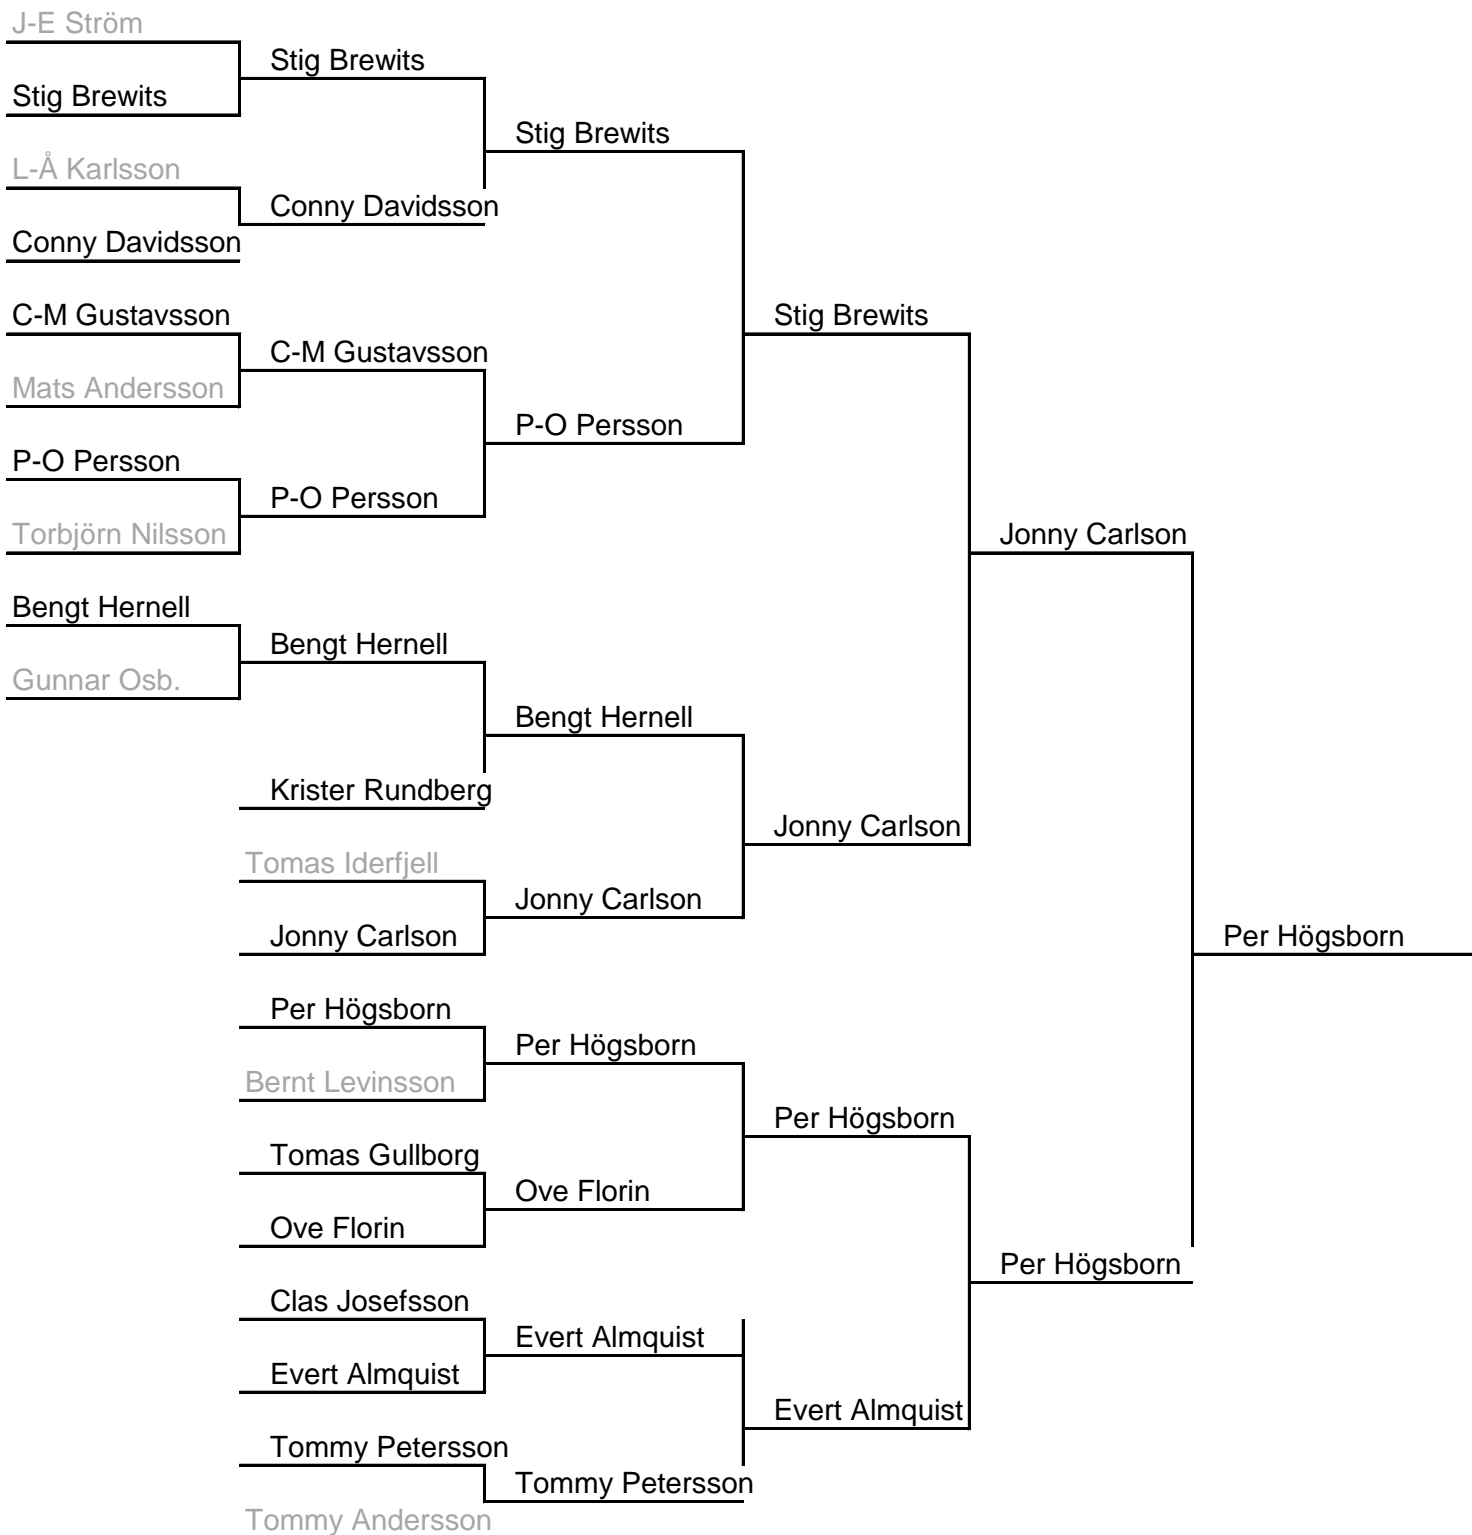 J-E Ström
Stig Brewits
Stig Brewits
Stig Brewits
L-Å Karlsson
Conny Davidsson
Conny Davidsson
C-M Gustavsson
Stig Brewits
C-M Gustavsson
Mats Andersson
P-O Persson
P-O Persson
P-O Persson
Torbjörn Nilsson
Jonny Carlson
Bengt Hernell
Bengt Hernell
Gunnar Osb.
Bengt Hernell
Krister Rundberg
Jonny Carlson
Tomas Iderfjell
Jonny Carlson
Jonny Carlson
Per Högsborn
Per Högsborn
Per Högsborn
Bernt Levinsson
Per Högsborn
Tomas Gullborg
Ove Florin
Ove Florin
Per Högsborn
Clas Josefsson
Evert Almquist
Evert Almquist
Evert Almquist
Tommy Petersson
Tommy Petersson
Tommy Andersson